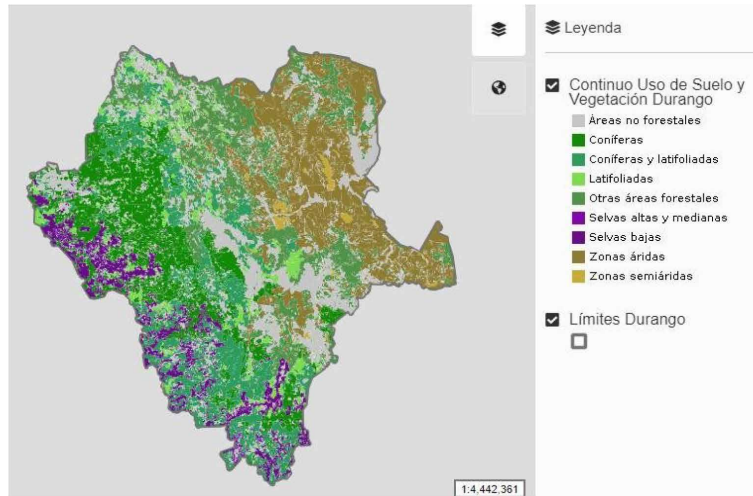 Leyenda
Continuo Uso de Suelo y
Vegetación Durango
Áreas no forestales
Coníferas
Coníferas y latifoliadas
Latifoliadas
Otras áreas forestales
Selvas altas y medianas
Selvas bajas
Zonas áridas
Zonas semiáridas
Límites Durango
1:4,442,361